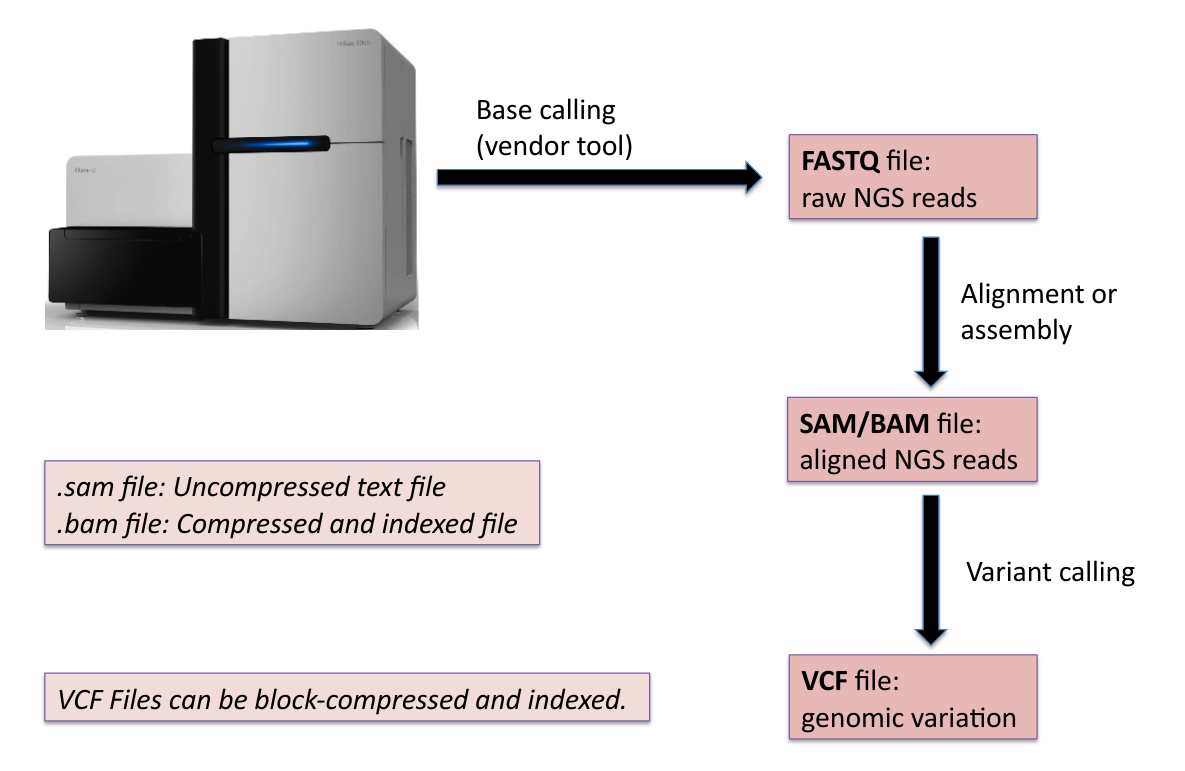 HiSeq 2000
Base calling
(vendor tool)
FASTQ file:
raw NGS reads
Alignment or
assembly
SAM/BAM file:
aligned NGS reads
.sam file: Uncompressed text file
.bam file: Compressed and indexed file
Variant calling
VCF Files can be block-compressed and indexed.
VCF file:
genomic variation